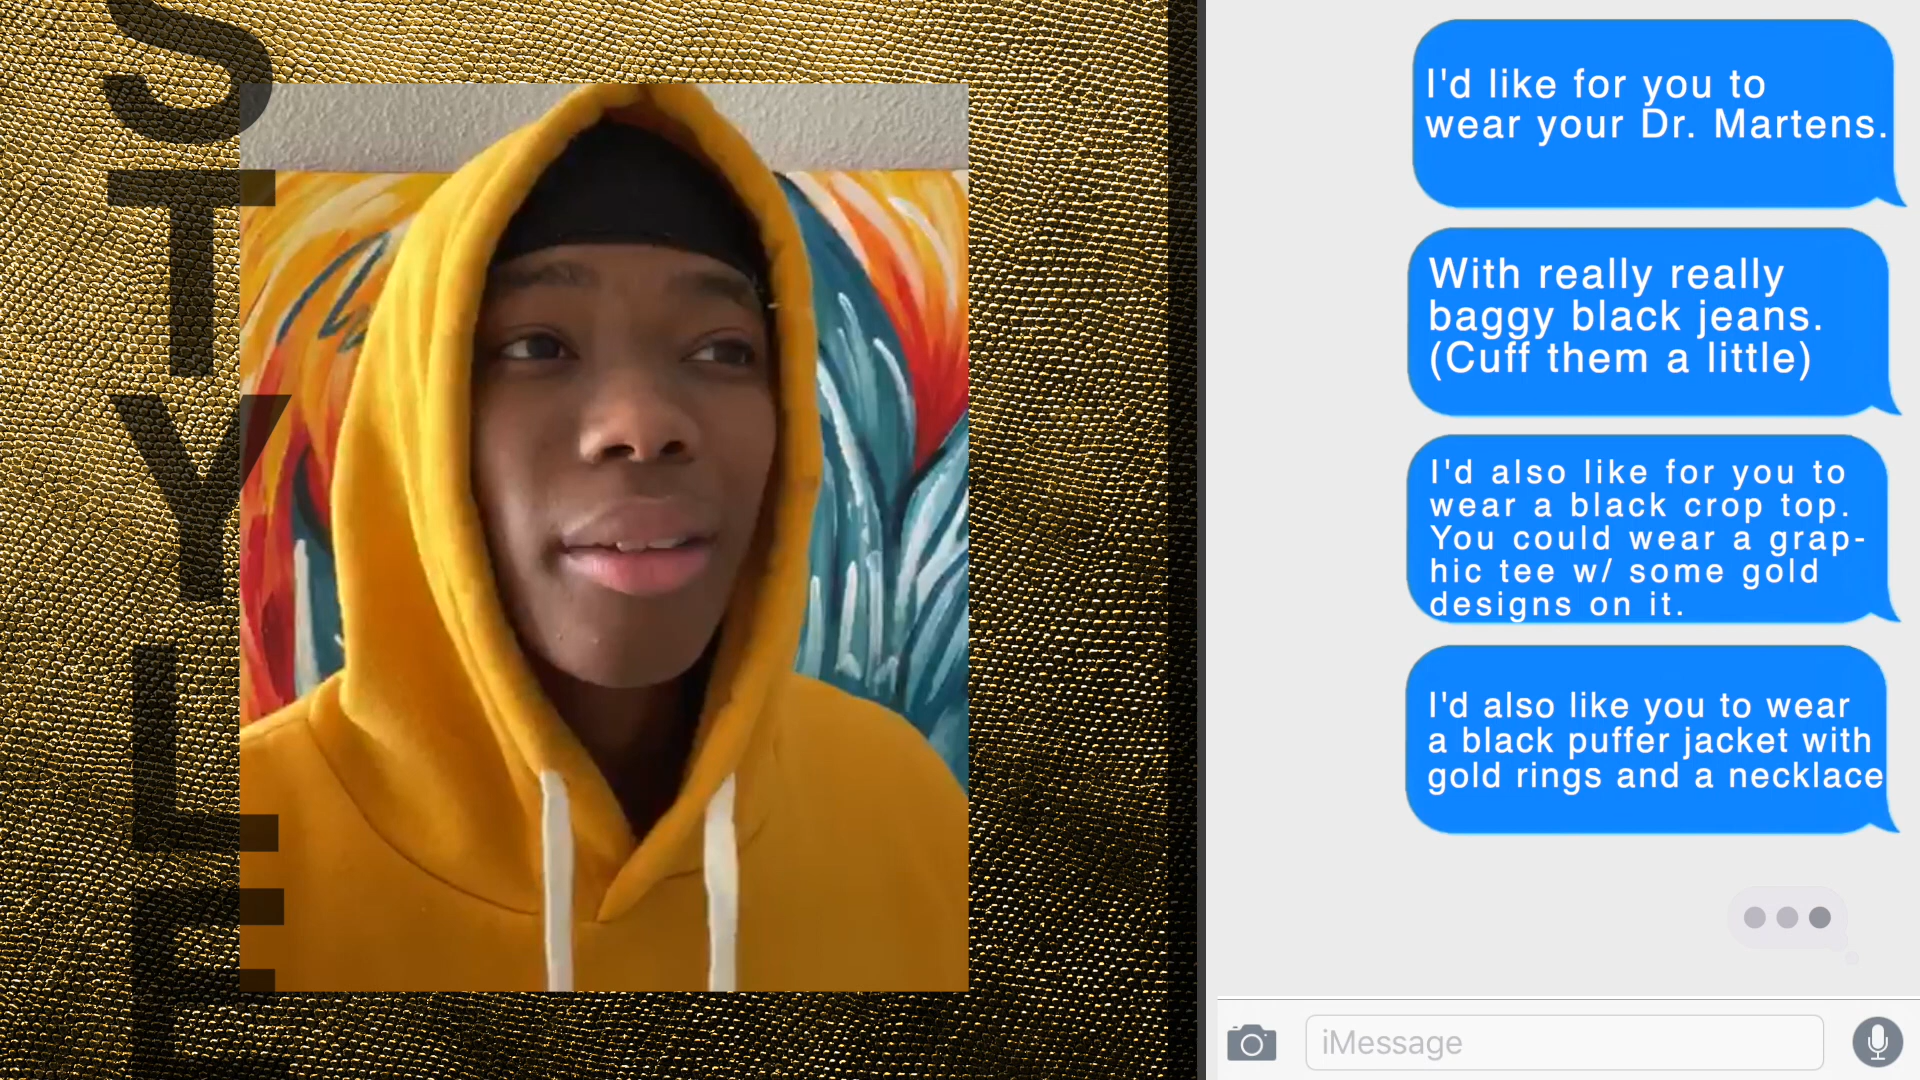 STYLE
I'd like for you to
wear your Dr. Martens.
With really really
baggy black jeans.
(Cuff them a little)
I'd also like for you to
wear a black crop top.
You could wear a grap-
hic tee w/ some gold
designs on it.
I'd also like you to wear
a black puffer jacket with
gold rings and a necklace
iMessage